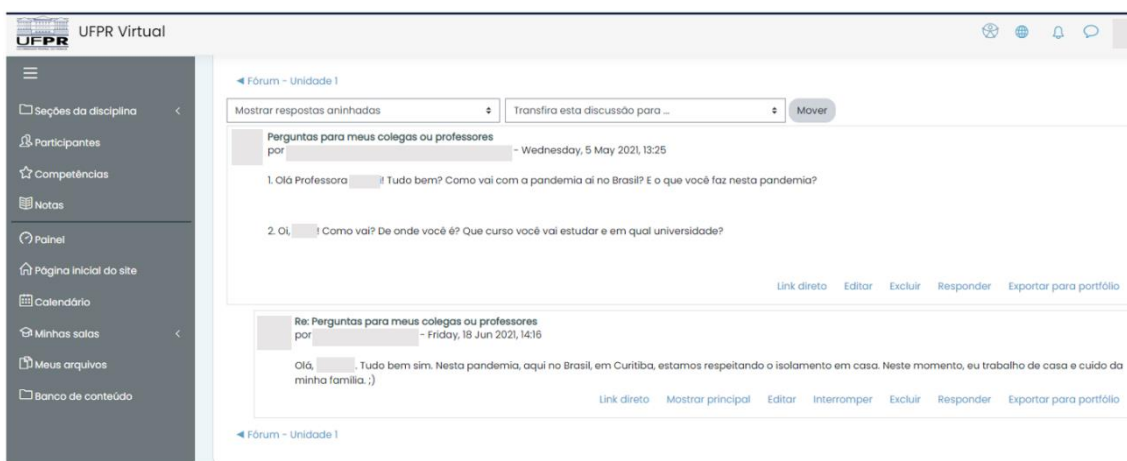 UFPR
UFPR Virtual
Seções da disciplina
Participantes
Competências
Notas
Painel
Página inicial do site
Calendário
Minhas salas
Meus arquivos
Banco de conteúdo
◄ Fórum - Unidade 1
Mostrar respostas aninhadas Transfira esta discussão para ... Mover
Perguntas para meus colegas ou professores
por - Wednesday, 5 May 2021, 13:25
1. Olá Professora ! Tudo bem? Como vai com a pandemia aí no Brasil? E o que você faz nesta pandemia?
2. Oi, ! Como vai? De onde você é? Que curso você vai estudar e em qual universidade?
Link direto Editar Excluir Responder Exportar para portfólio
Re: Perguntas para meus colegas ou professores
por - Friday, 18 Jun 2021, 14:16
Olá, . Tudo bem sim. Nesta pandemia, aqui no Brasil, em Curitiba, estamos respeitando o isolamento em casa. Neste momento, eu trabalho de casa e cuido da
minha família. ;)
Link direto Mostrar principal Editar Interromper Excluir Responder Exportar para portfólio
◄ Fórum - Unidade 1